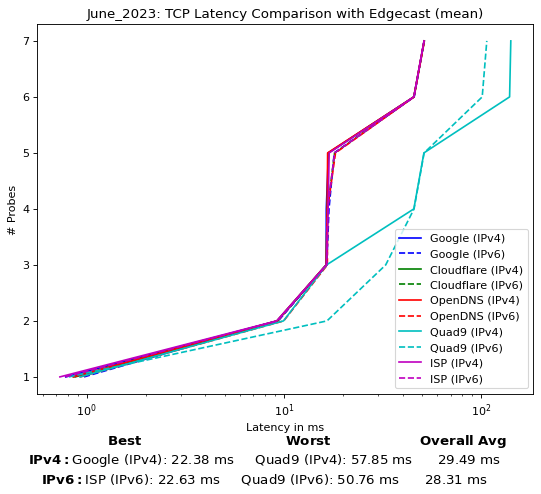 June_2023: TCP Latency Comparison with Edgecast (mean)
7
6
5
4
3
2
1
# Probes
Google (IPv4)
Google (IPv6)
Cloudflare (IPv4)
Cloudflare (IPv6)
OpenDNS (IPv4)
OpenDNS (IPv6)
Quad9 (IPv4)
Quad9 (IPv6)
ISP (IPv4)
ISP (IPv6)
10⁰ 10¹ 10²
Latency in ms
Best Worst Overall Avg
IPv4: Google (IPv4): 22.38 ms Quad9 (IPv4): 57.85 ms 29.49 ms
IPv6: ISP (IPv6): 22.63 ms Quad9 (IPv6): 50.76 ms 28.31 ms